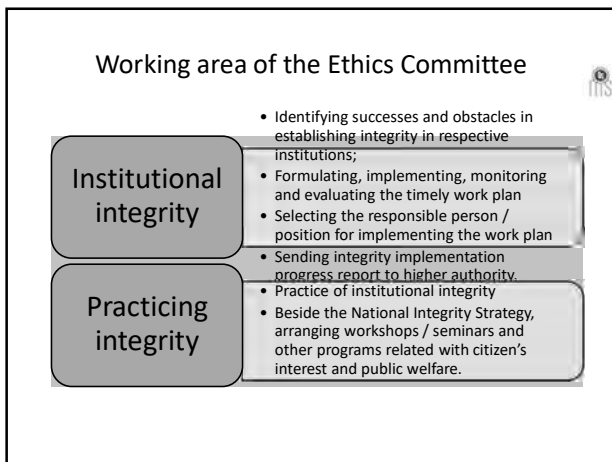 Working area of the Ethics Committee
Institutional
integrity
• Identifying successes and obstacles in
establishing integrity in respective
institutions;
• Formulating, implementing, monitoring
and evaluating the timely work plan
• Selecting the responsible person /
position for implementing the work plan
• Sending integrity implementation
progress report to higher authority.
Practicing
integrity
• Practice of institutional integrity
• Beside the National Integrity Strategy,
arranging workshops / seminars and
other programs related with citizen's
interest and public welfare.